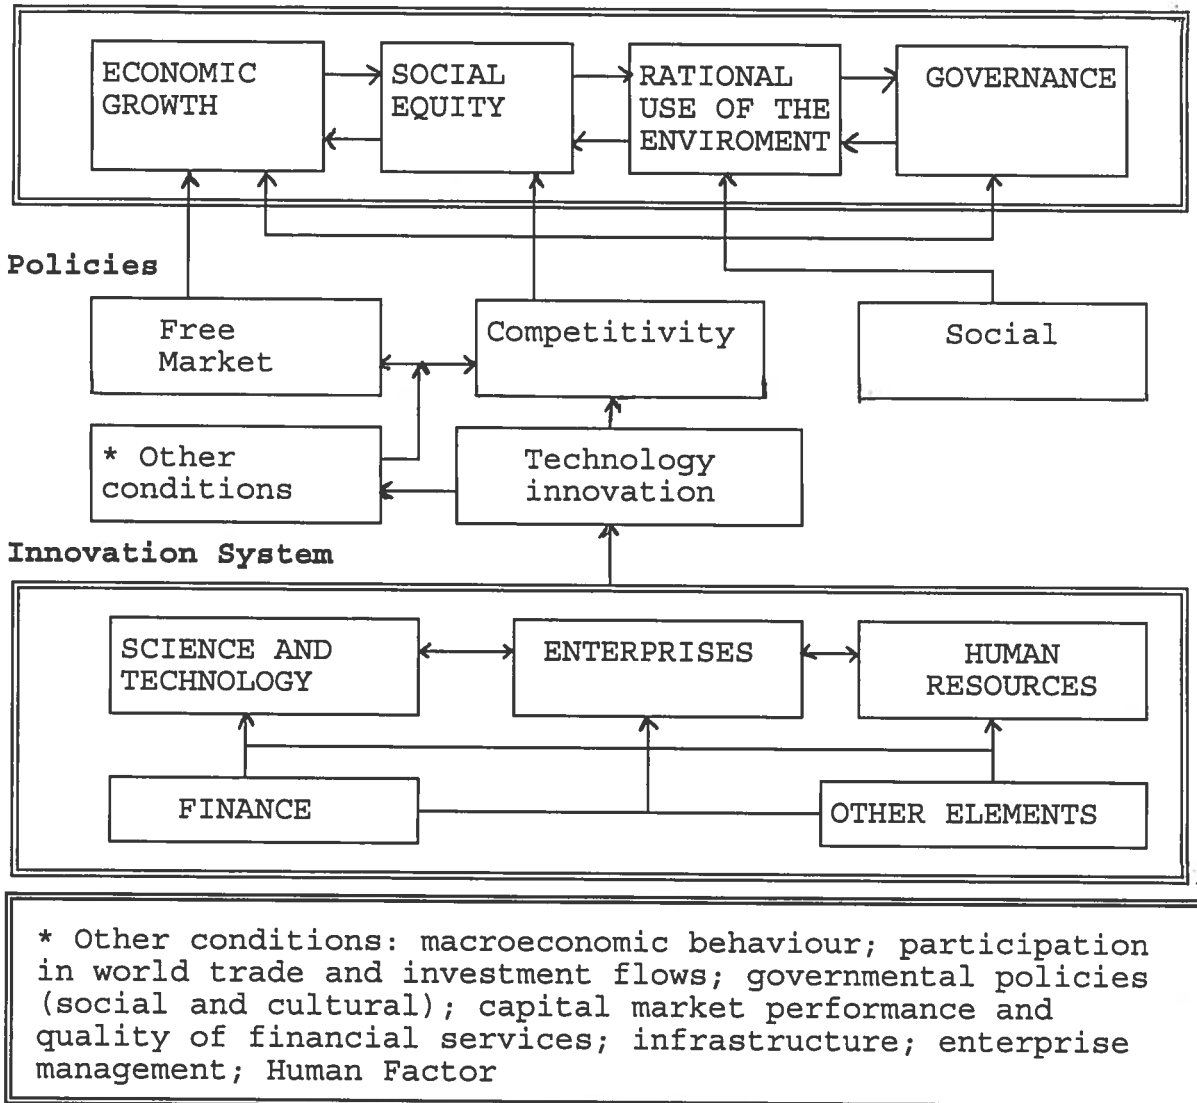 ECONOMIC
GROWTH
SOCIAL
EQUITY
RATIONAL
USE OF THE
ENVIROMENT
GOVERNANCE
Policies
Free
Market
Competitivity
Social
* Other
conditions
Technology
innovation
Innovation System
SCIENCE AND
TECHNOLOGY
ENTERPRISES
HUMAN
RESOURCES
FINANCE
OTHER ELEMENTS
* Other conditions: macroeconomic behaviour; participation
in world trade and investment flows; governmental policies
(social and cultural); capital market performance and
quality of financial services; infrastructure; enterprise
management; Human Factor